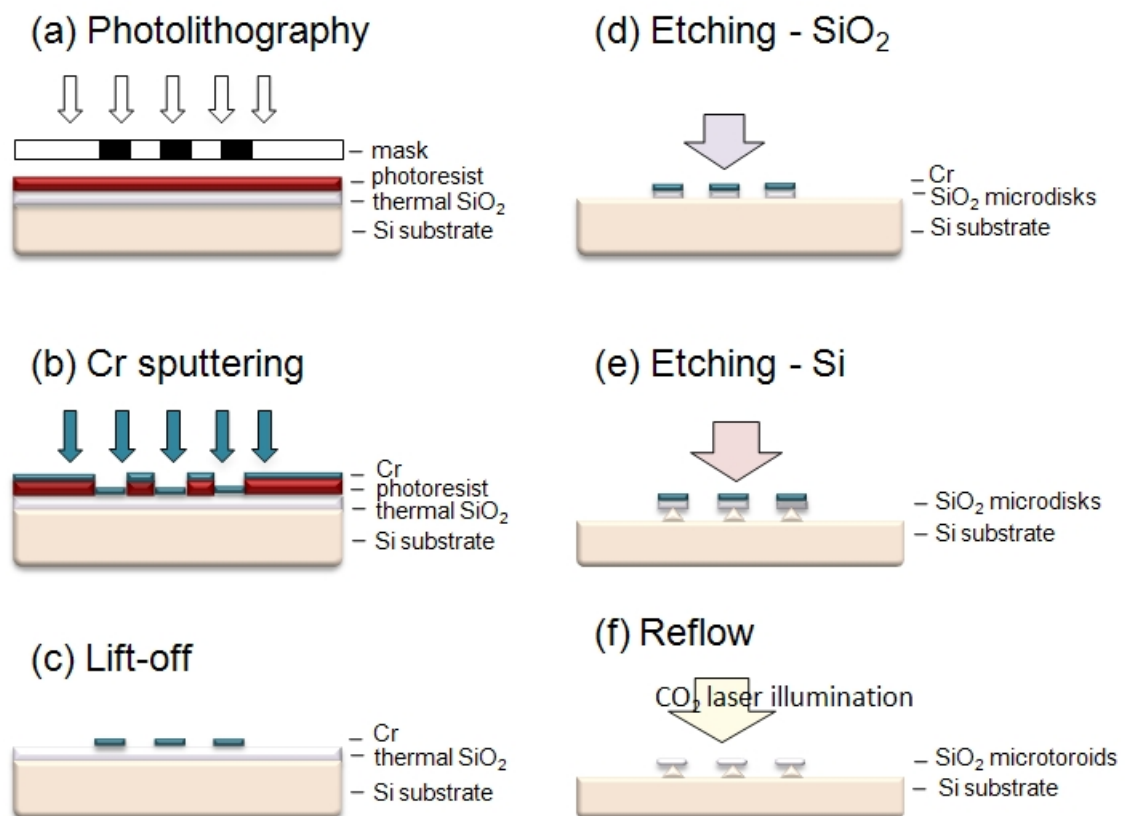 (a) Photolithography
– mask
– photoresist
– thermal SiO₂
– Si substrate
(b) Cr sputtering
– Cr
– photoresist
– thermal SiO₂
– Si substrate
(c) Lift-off
– Cr
– thermal SiO₂
– Si substrate
(d) Etching - SiO₂
– Cr
– SiO₂ microdisks
– Si substrate
(e) Etching - Si
– SiO₂ microdisks
– Si substrate
(f) Reflow
CO₂ laser illumination
– SiO₂ microtoroids
– Si substrate